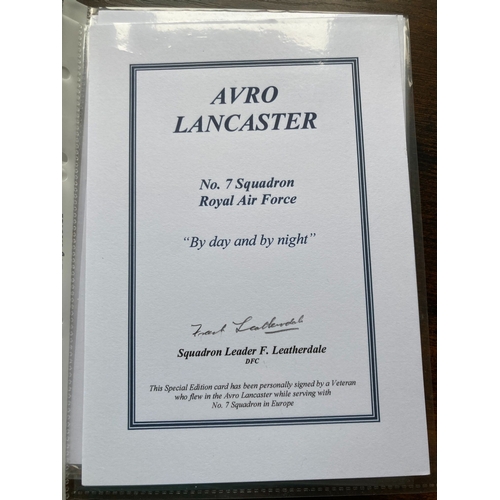 AVRO
LANCASTER
No. 7 Squadron
Royal Air Force
“By day and by night”
Frank Leatherdale
Squadron Leader F. Leatherdale
DFC
This Special Edition card has been personally signed by a Veteran
who flew in the Avro Lancaster while serving with
No. 7 Squadron in Europe